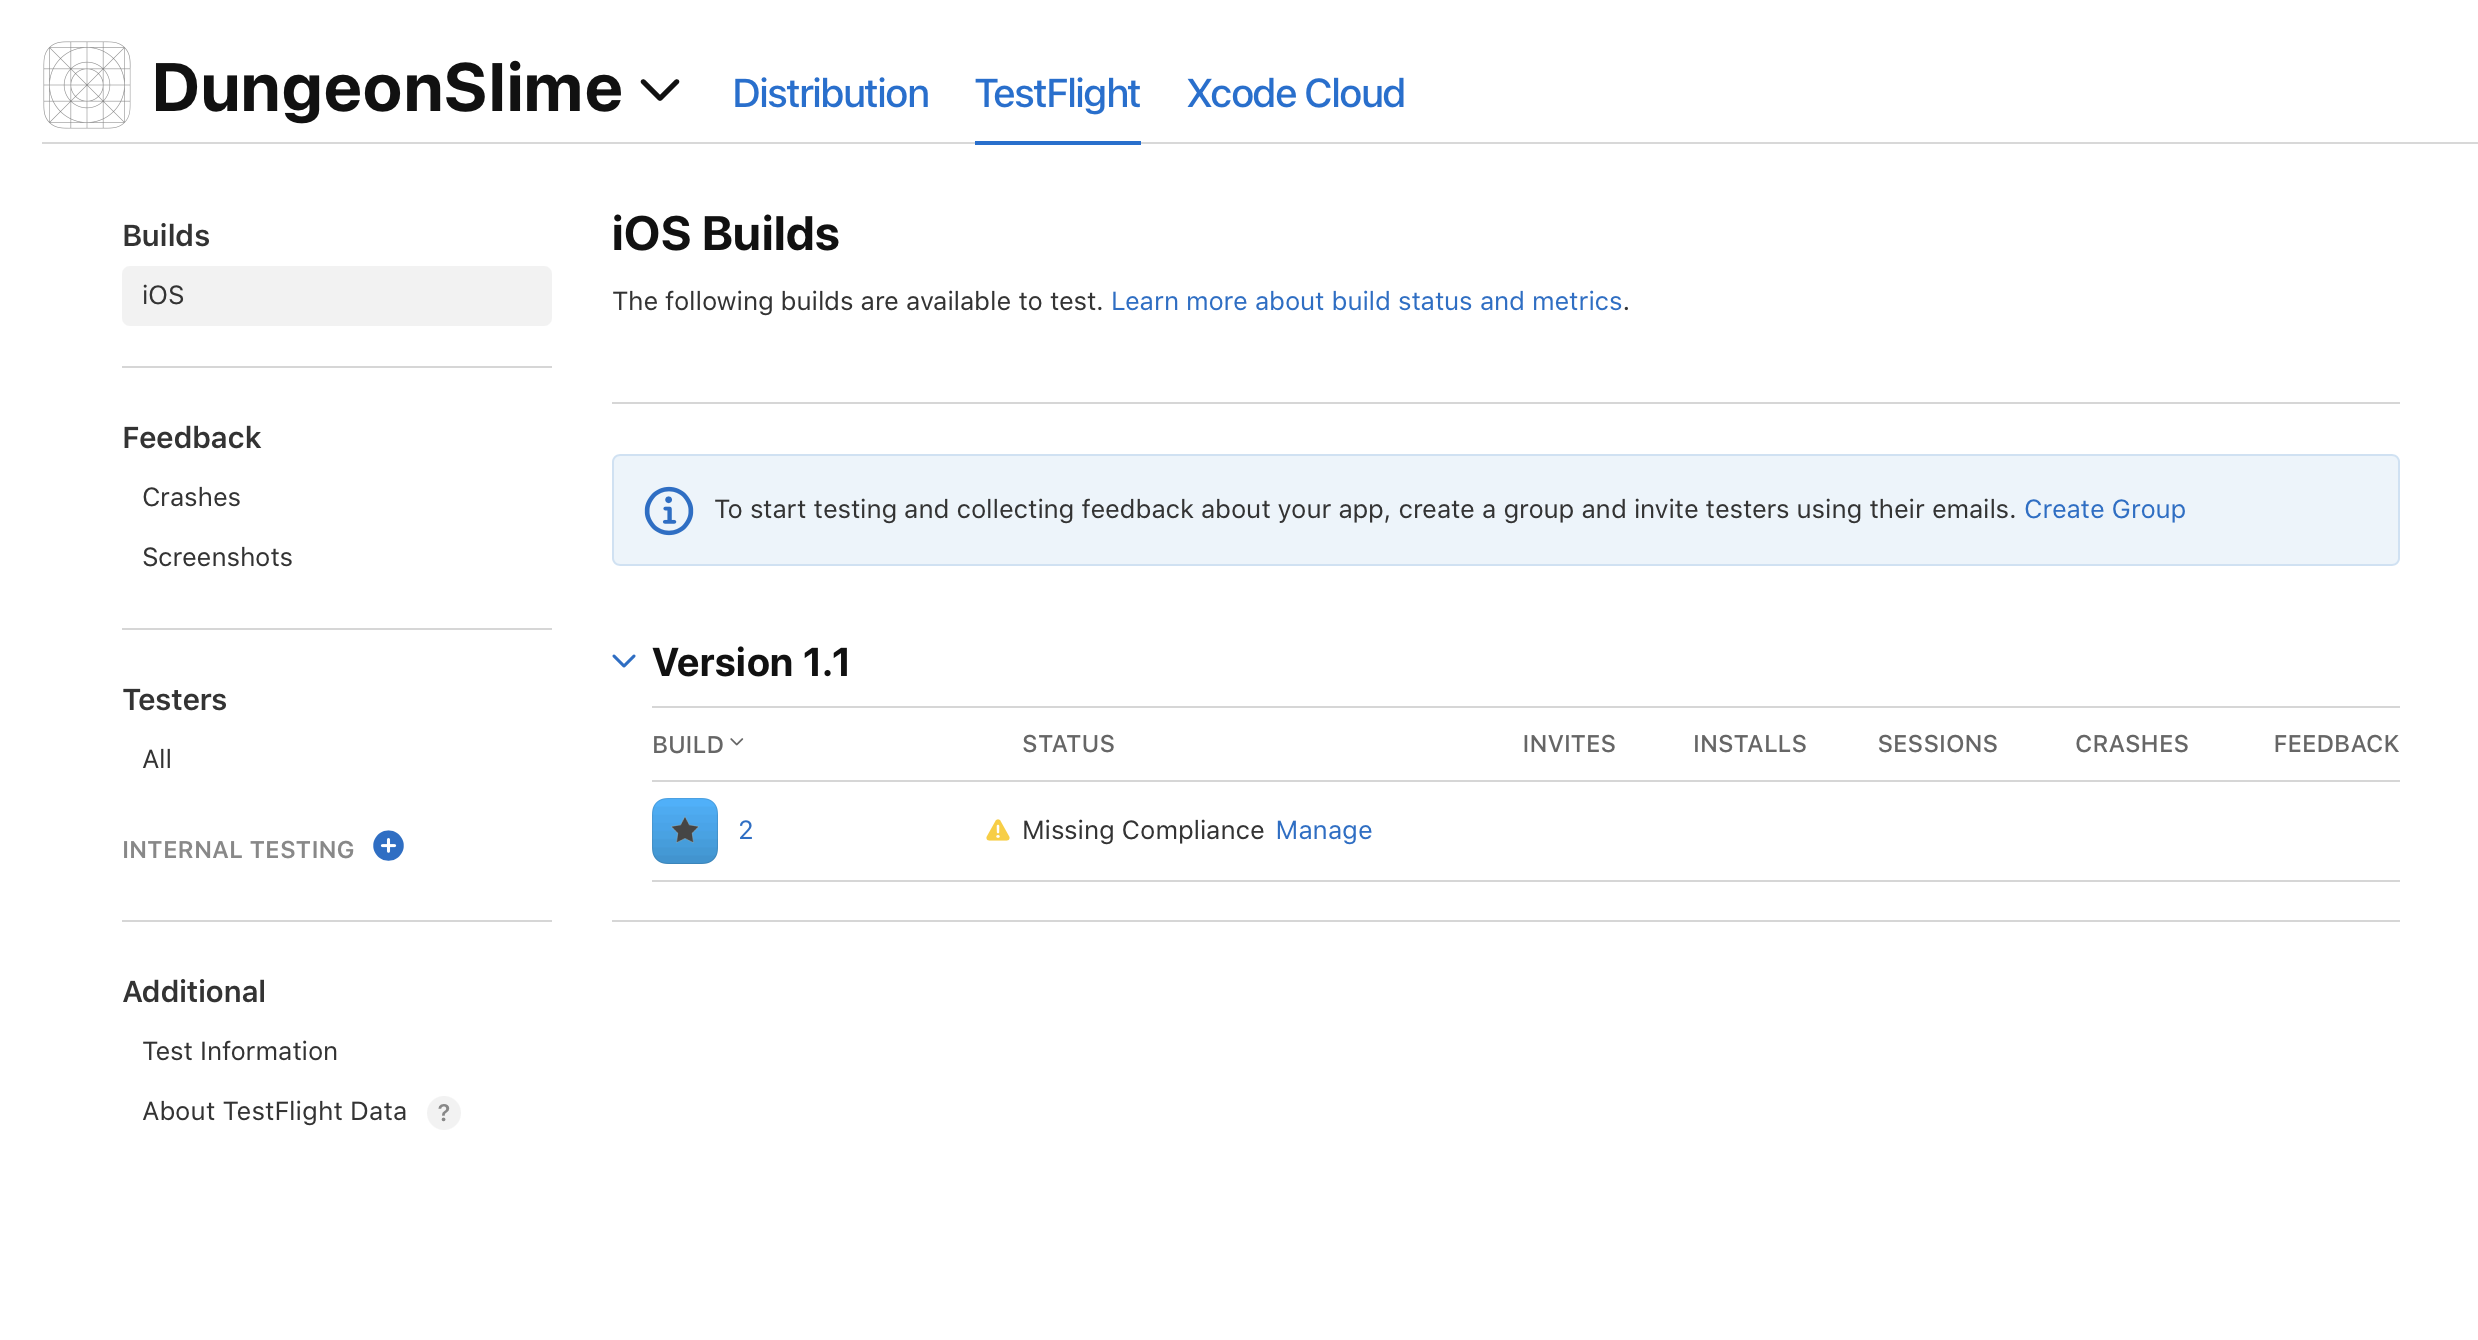 DungeonSlime
Distribution
TestFlight
Xcode Cloud
Builds
iOS
Feedback
Crashes
Screenshots
Testers
All
INTERNAL TESTING
Additional
Test Information
About TestFlight Data ?
iOS Builds
The following builds are available to test. Learn more about build status and metrics.
To start testing and collecting feedback about your app, create a group and invite testers using their emails. Create Group
Version 1.1
BUILD STATUS INVITES INSTALLS SESSIONS CRASHES FEEDBACK
2 Missing Compliance Manage